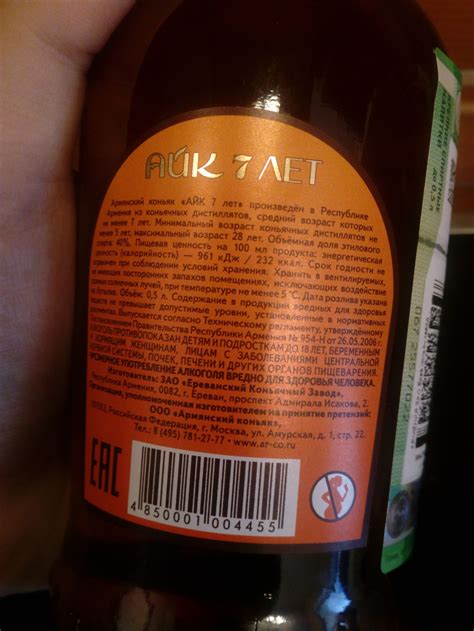 АЙК 7 ЛЕТ
Армянский коньяк «АЙК 7 лет» произведён в Республике
Армения из коньячных дистиллятов, средний возраст которых
не менее 7 лет. Минимальный возраст коньячных дистиллятов не
менее 5 лет, максимальный возраст 28 лет. Объёмная доля этилового
спирта: 40%. Пищевая ценность на 100 мл продукта: энергетическая
ценность (калорийность) — 961 кДж / 232 ккал. Срок годности не
ограничен при соблюдении условий хранения. Хранить в вентилируемых,
не имеющих посторонних запахов помещениях, исключающих воздействие
прямых солнечных лучей, при температуре не менее 5°С. Дата розлива указана
на бутылке. Объём: 0,5 л. Содержание в продукции вредных для здоровья
веществ не превышает допустимые уровни, установленные в нормативных
документах. Выпускается согласно Техническому регламенту, утверждённому
Постановлением Правительства Республики Армения № 954-Н от 26.05.2006 г.
АЛКОГОЛЬ ПРОТИВОПОКАЗАН ДЕТЯМ И ПОДРОСТКАМ ДО 18 ЛЕТ, БЕРЕМЕННЫМ
И КОРМЯЩИМ ЖЕНЩИНАМ, ЛИЦАМ С ЗАБОЛЕВАНИЯМИ ЦЕНТРАЛЬНОЙ
НЕРВНОЙ СИСТЕМЫ, ПОЧЕК, ПЕЧЕНИ И ДРУГИХ ОРГАНОВ ПИЩЕВАРЕНИЯ.
ЧРЕЗМЕРНОЕ УПОТРЕБЛЕНИЕ АЛКОГОЛЯ ВРЕДНО ДЛЯ ЗДОРОВЬЯ ЧЕЛОВЕКА.
Изготовитель: ЗАО «Ереванский Коньячный Завод»,
Республика Армения, 0082, г. Ереван, проспект Адмирала Исакова, 2.
Организация, уполномоченная изготовителем на принятие претензий:
ООО «Армянский коньяк»,
Российская Федерация, г. Москва, ул. Амурская, д. 1, стр. 22.
Тел.: 8 (495) 781-27-77 · www.ar-co.ru
EAC
4 850001 004455
КРЕПКИЕ СПИРТНЫЕ
НАПИТКИ
ДО 0,5 л